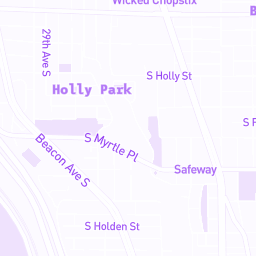 Wicked Chopstix
B
29th Ave S
S Holly St
Holly Park
S F
S Myrtle Pl
Beacon Ave S
Safeway
S Holden St